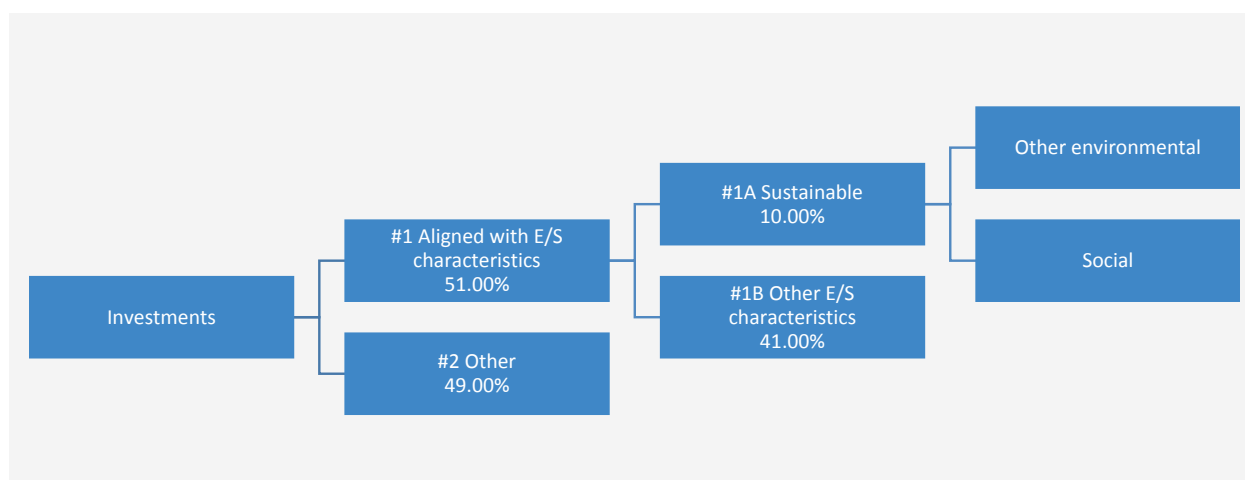 Investments
#1 Aligned with E/S
characteristics
51.00%
#2 Other
49.00%
#1A Sustainable
10.00%
#1B Other E/S
characteristics
41.00%
Other environmental
Social